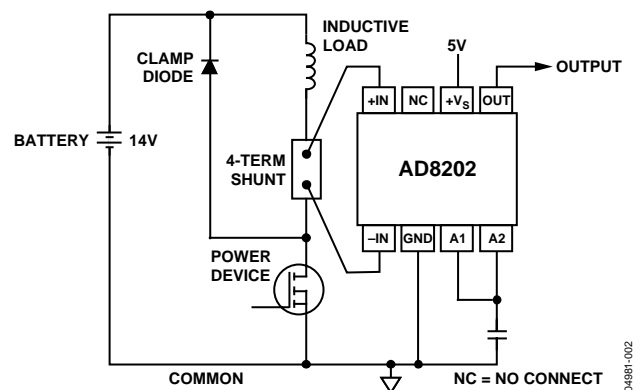 INDUCTIVE
LOAD
5V
CLAMP
DIODE
OUTPUT
+IN NC +VS OUT
BATTERY 14V
4-TERM
SHUNT
AD8202
–IN GND A1 A2
POWER
DEVICE
COMMON
NC = NO CONNECT
04981-002